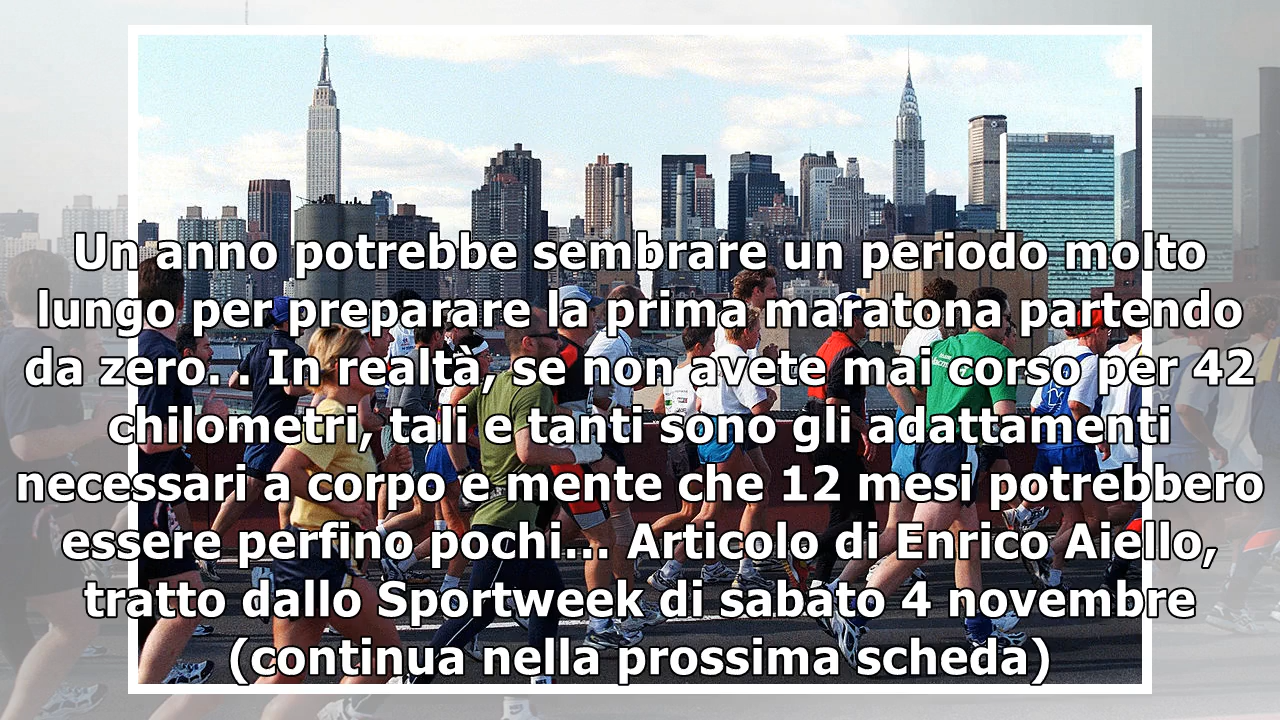 Un anno potrebbe sembrare un periodo molto
lungo per preparare la prima maratona partendo
da zero. . In realtà, se non avete mai corso per 42
chilometri, tali e tanti sono gli adattamenti
necessari a corpo e mente che 12 mesi potrebbero
essere perfino pochi... Articolo di Enrico Aiello,
tratto dallo Sportweek di sabato 4 novembre
(continua nella prossima scheda)